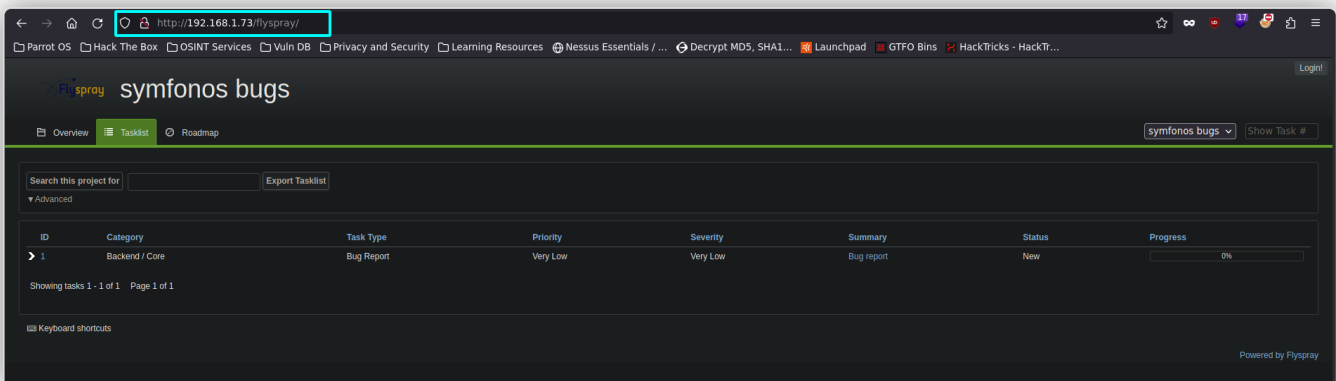 http://192.168.1.73/flyspray/
17
Parrot OS Hack The Box OSINT Services Vuln DB Privacy and Security Learning Resources Nessus Essentials / ... Decrypt MD5, SHA1... Launchpad GTFO Bins HackTricks - HackTr...
Login!
Flyspray symfonos bugs
Overview Tasklist Roadmap symfonos bugs Show Task #
Search this project for Export Tasklist
▾ Advanced
ID Category Task Type Priority Severity Summary Status Progress
1 Backend / Core Bug Report Very Low Very Low Bug report New 0%
Showing tasks 1 - 1 of 1 Page 1 of 1
Keyboard shortcuts
Powered by Flyspray